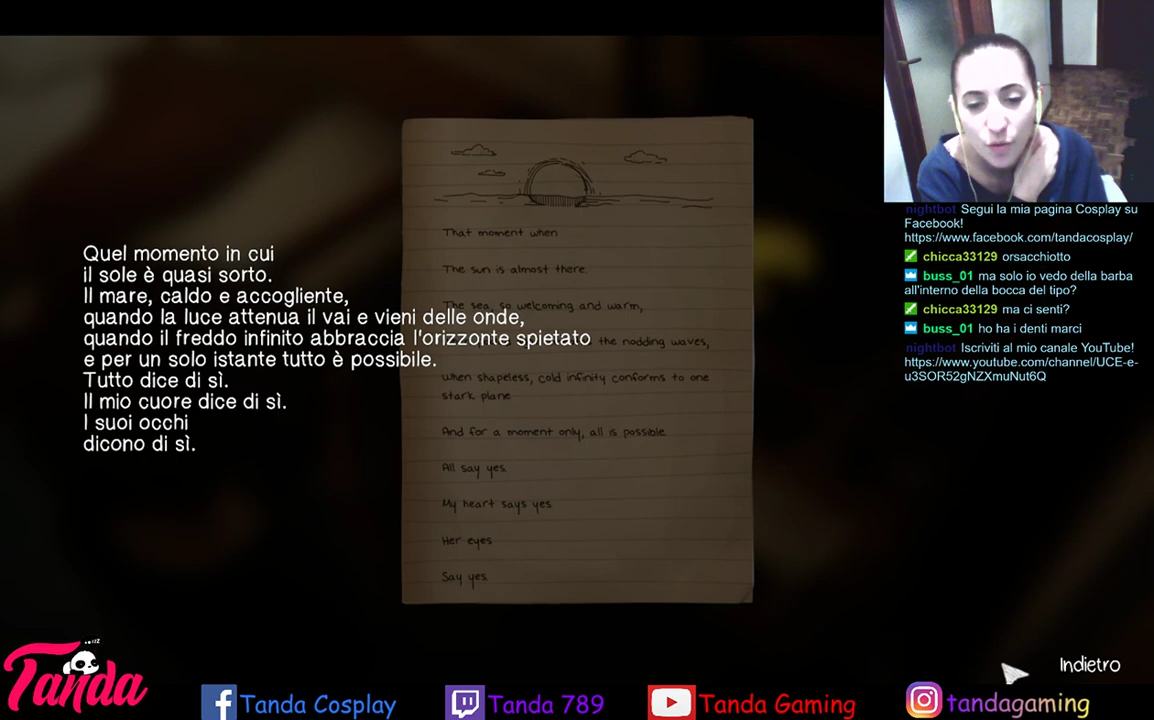 Quel momento in cui
il sole è quasi sorto.
Il mare, caldo e accogliente,
quando la luce attenua il vai e vieni delle onde,
quando il freddo infinito abbraccia l'orizzonte spietato
e per un solo istante tutto è possibile.
Tutto dice di sì.
Il mio cuore dice di sì.
I suoi occhi
dicono di sì.
That moment when
The sun is almost there.
The sea, so welcoming and warm,
the nodding waves,
When shapeless, cold infinity conforms to one
stark plane
And for a moment only, all is possible.
All say yes.
My heart says yes
Her eyes
Say yes.
nightbot Segui la mia pagina Cosplay su
Facebook!
https://www.facebook.com/tandacosplay/
chicca33129 orsacchiotto
buss_01 ma solo io vedo della barba
all'interno della bocca del tipo?
chicca33129 ma ci senti?
buss_01 ho ha i denti marci
nightbot Iscriviti al mio canale YouTube!
https://www.youtube.com/channel/UCE-e-
u3SOR52gNZXmuNut6Q
Indietro
Tanda
Tanda Cosplay
Tanda 789
Tanda Gaming
tandagaming